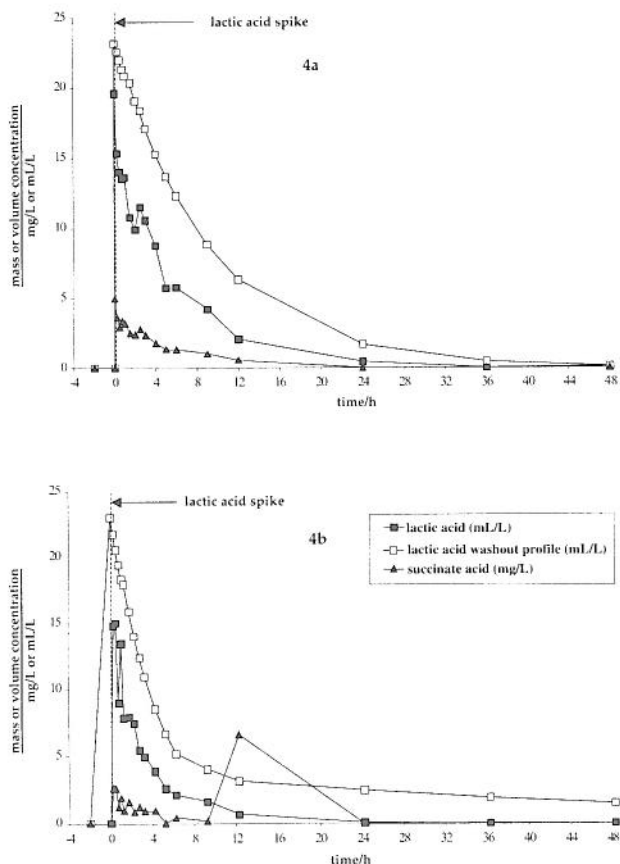 lactic acid spike
4a
mass or volume concentration
mg/L or mL/L
25
20
15
10
5
0
-4 0 4 8 12 16 20 24 28 32 36 40 44 48
time/h
lactic acid spike
4b
mass or volume concentration
mg/L or mL/L
25
20
15
10
5
0
lactic acid (mL/L)
lactic acid washout profile (mL/L)
succinate acid (mg/L)
-4 0 4 8 12 16 20 24 28 32 36 40 44 48
time/h